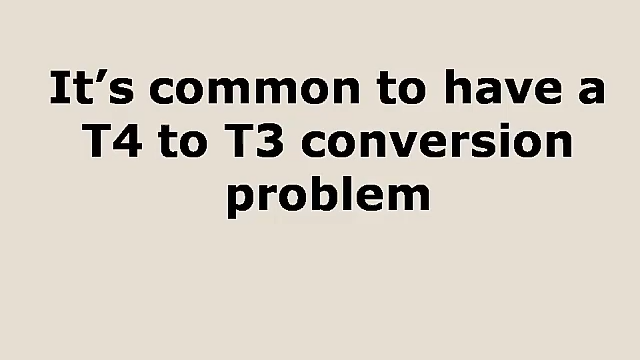 It’s common to have a
T4 to T3 conversion
problem